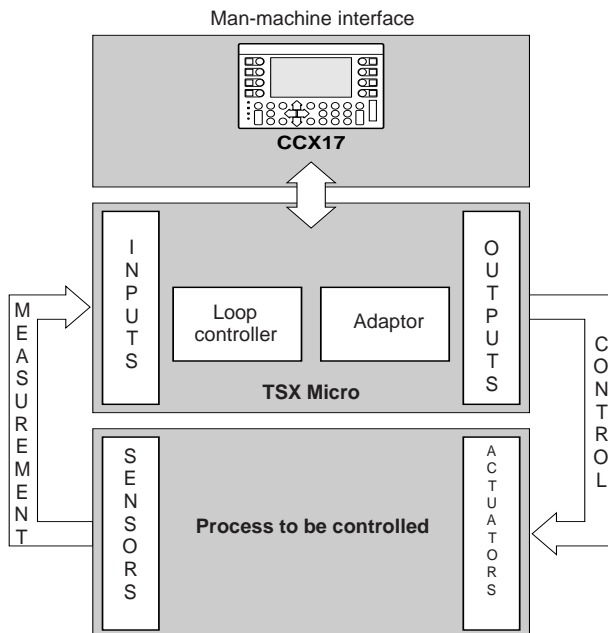 Man-machine interface
CCX17
INPUTS
OUTPUTS
Loop
controller
Adaptor
TSX Micro
MEASUREMENT
CONTROL
SENSORS
ACTUATORS
Process to be controlled